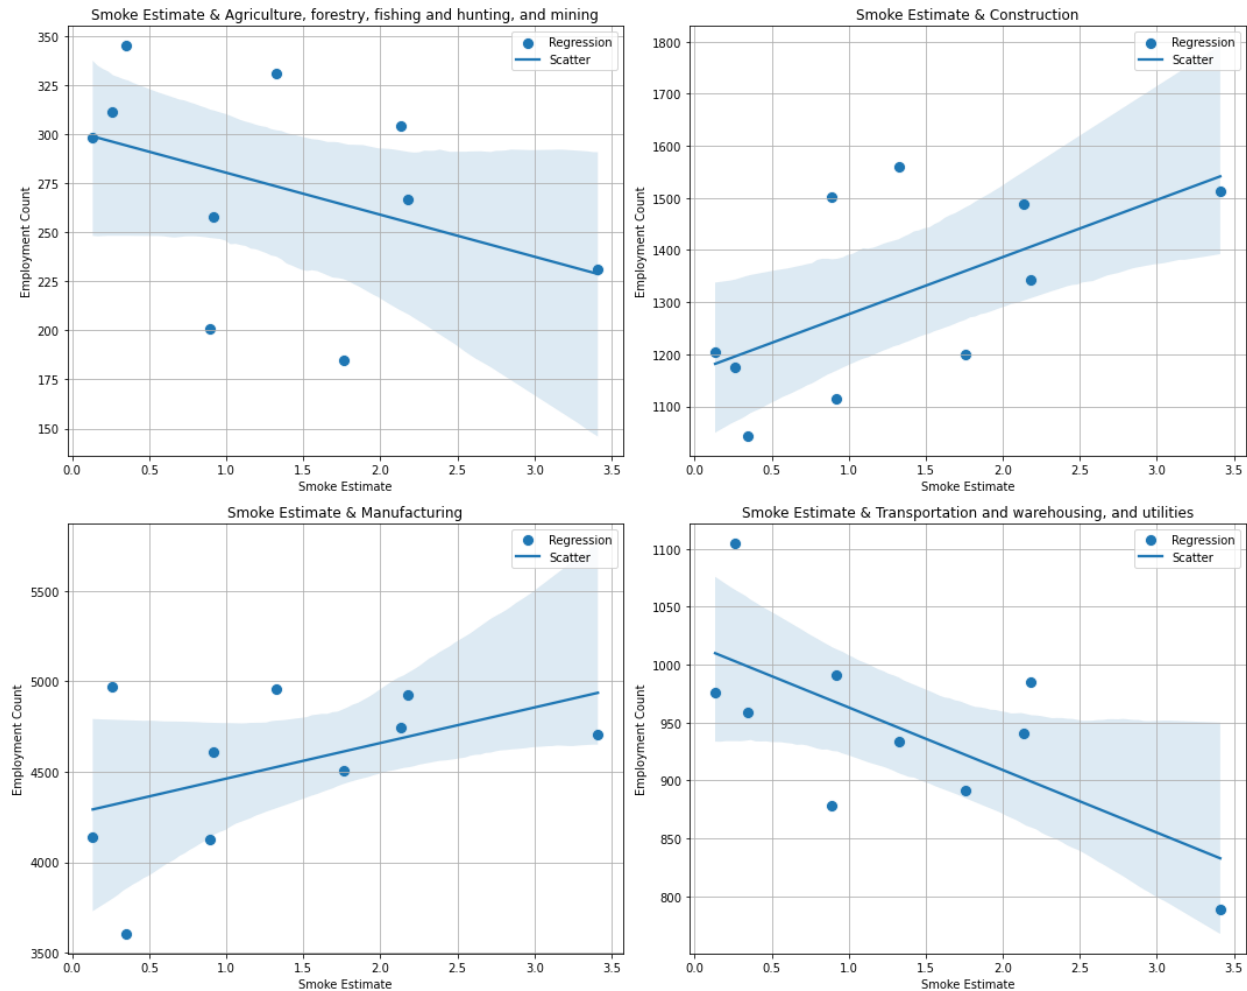 Smoke Estimate & Agriculture, forestry, fishing and hunting, and mining
Regression
Scatter
350
325
300
275
250
225
200
175
150
Employment Count
0.0 0.5 1.0 1.5 2.0 2.5 3.0 3.5
Smoke Estimate
Smoke Estimate & Construction
Regression
Scatter
1800
1700
1600
1500
1400
1300
1200
1100
Employment Count
0.0 0.5 1.0 1.5 2.0 2.5 3.0 3.5
Smoke Estimate
Smoke Estimate & Manufacturing
Regression
Scatter
5500
5000
4500
4000
3500
Employment Count
0.0 0.5 1.0 1.5 2.0 2.5 3.0 3.5
Smoke Estimate
Smoke Estimate & Transportation and warehousing, and utilities
Regression
Scatter
1100
1050
1000
950
900
850
800
Employment Count
0.0 0.5 1.0 1.5 2.0 2.5 3.0 3.5
Smoke Estimate